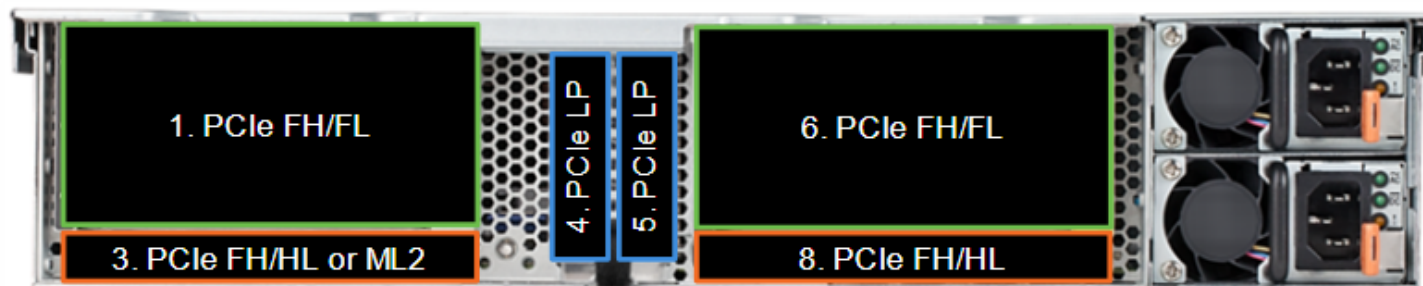 1. PCIe FH/FL
3. PCIe FH/HL or ML2
4. PCIe LP
5. PCIe LP
6. PCIe FH/FL
8. PCIe FH/HL